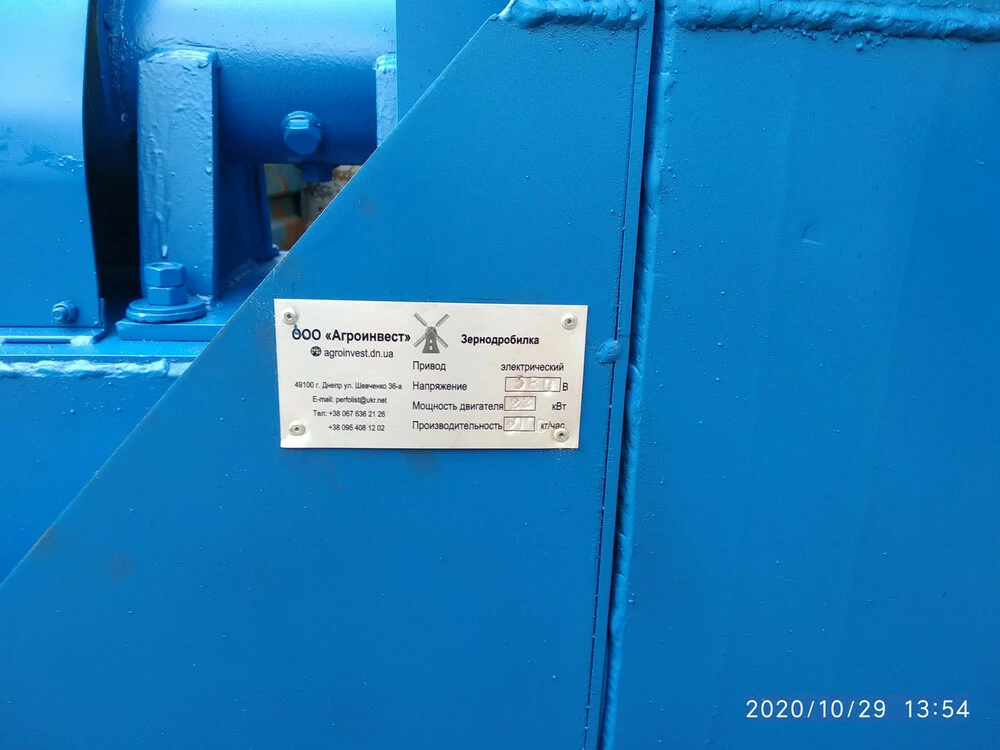 ООО «Агроинвест»
agroinvest.dn.ua
49100 г. Днепр ул. Шевченко 36-а
E-mail: perfolist@ukr.net
Тел: +38 067 636 21 26
+38 095 408 12 02
Зернодробилка
Привод электрический
Напряжение 380 В
Мощность двигателя 22 кВт
Производительность кг/час
2020/10/29 13:54